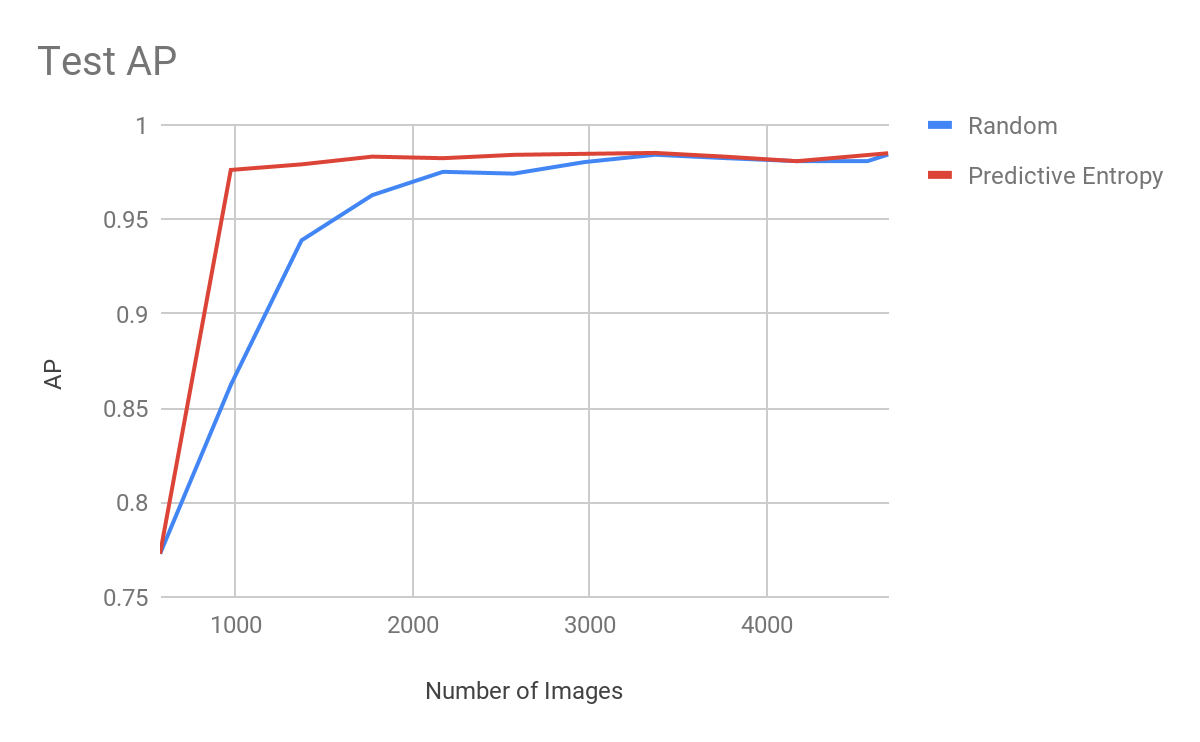 Test AP
Random
Predictive Entropy
1
0.95
0.9
0.85
0.8
0.75
AP
1000
2000
3000
4000
Number of Images